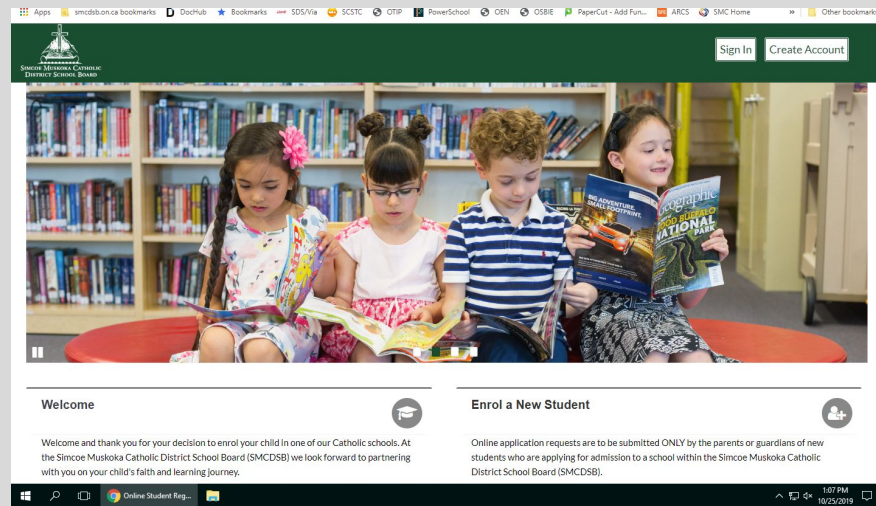 Apps smcdsb.on.ca bookmarks DocHub Bookmarks SDS/Via SCSTC OTIP PowerSchool OEN OSBIE PaperCut - Add Fun... ARCS SMC Home » Other bookmarks
SIMCOE MUSKOKA CATHOLIC
DISTRICT SCHOOL BOARD
Sign In Create Account
BIG ADVENTURE.
SMALL FOOTPRINT.
Geographic
WOOD BUFFALO
NATIONAL
PARK
Welcome
Welcome and thank you for your decision to enrol your child in one of our Catholic schools. At
the Simcoe Muskoka Catholic District School Board (SMCDSB) we look forward to partnering
with you on your child's faith and learning journey.
Enrol a New Student
Online application requests are to be submitted ONLY by the parents or guardians of new
students who are applying for admission to a school within the Simcoe Muskoka Catholic
District School Board (SMCDSB).
Online Student Reg...
1:07 PM
10/25/2019